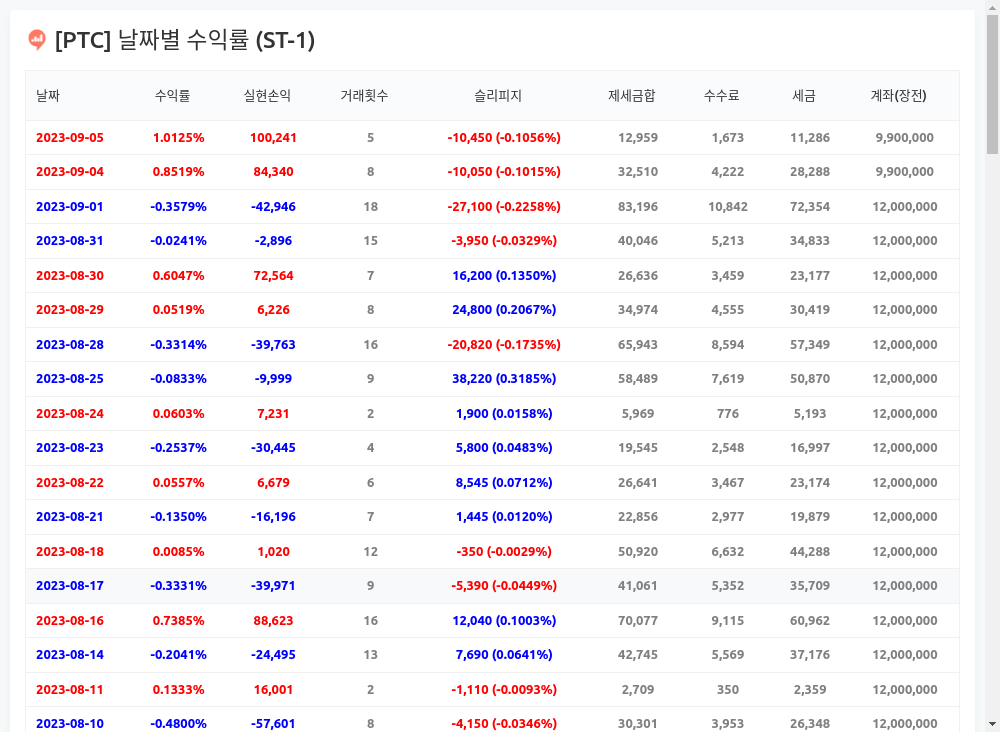 [PTC] 날짜별 수익률 (ST-1)
날짜 수익률 실현손익 거래횟수 슬리피지 제세금합 수수료 세금 계좌(장전)
2023-09-05 1.0125% 100,241 5 -10,450 (-0.1056%) 12,959 1,673 11,286 9,900,000
2023-09-04 0.8519% 84,340 8 -10,050 (-0.1015%) 32,510 4,222 28,288 9,900,000
2023-09-01 -0.3579% -42,946 18 -27,100 (-0.2258%) 83,196 10,842 72,354 12,000,000
2023-08-31 -0.0241% -2,896 15 -3,950 (-0.0329%) 40,046 5,213 34,833 12,000,000
2023-08-30 0.6047% 72,564 7 16,200 (0.1350%) 26,636 3,459 23,177 12,000,000
2023-08-29 0.0519% 6,226 8 24,800 (0.2067%) 34,974 4,555 30,419 12,000,000
2023-08-28 -0.3314% -39,763 16 -20,820 (-0.1735%) 65,943 8,594 57,349 12,000,000
2023-08-25 -0.0833% -9,999 9 38,220 (0.3185%) 58,489 7,619 50,870 12,000,000
2023-08-24 0.0603% 7,231 2 1,900 (0.0158%) 5,969 776 5,193 12,000,000
2023-08-23 -0.2537% -30,445 4 5,800 (0.0483%) 19,545 2,548 16,997 12,000,000
2023-08-22 0.0557% 6,679 6 8,545 (0.0712%) 26,641 3,467 23,174 12,000,000
2023-08-21 -0.1350% -16,196 7 1,445 (0.0120%) 22,856 2,977 19,879 12,000,000
2023-08-18 0.0085% 1,020 12 -350 (-0.0029%) 50,920 6,632 44,288 12,000,000
2023-08-17 -0.3331% -39,971 9 -5,390 (-0.0449%) 41,061 5,352 35,709 12,000,000
2023-08-16 0.7385% 88,623 16 12,040 (0.1003%) 70,077 9,115 60,962 12,000,000
2023-08-14 -0.2041% -24,495 13 7,690 (0.0641%) 42,745 5,569 37,176 12,000,000
2023-08-11 0.1333% 16,001 2 -1,110 (-0.0093%) 2,709 350 2,359 12,000,000
2023-08-10 -0.4800% -57,601 8 -4,150 (-0.0346%) 30,301 3,953 26,348 12,000,000